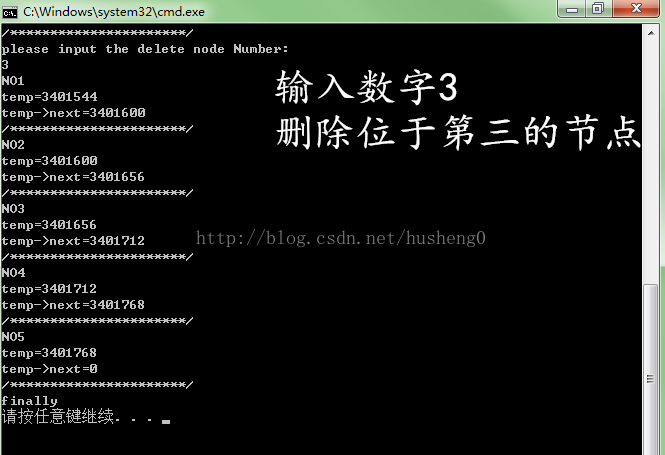 C:\Windows\system32\cmd.exe
/**********************/
please input the delete node Number:
3
NO1
temp=3401544
temp->next=3401600
/**********************/
NO2
temp=3401600
temp->next=3401656
/**********************/
NO3
temp=3401656
temp->next=3401712
/**********************/
NO4
temp=3401712
temp->next=3401768
/**********************/
NO5
temp=3401768
temp->next=0
/**********************/
finally
请按任意键继续. . .
输入数字3
删除位于第三的节点
http://blog.csdn.net/husheng0